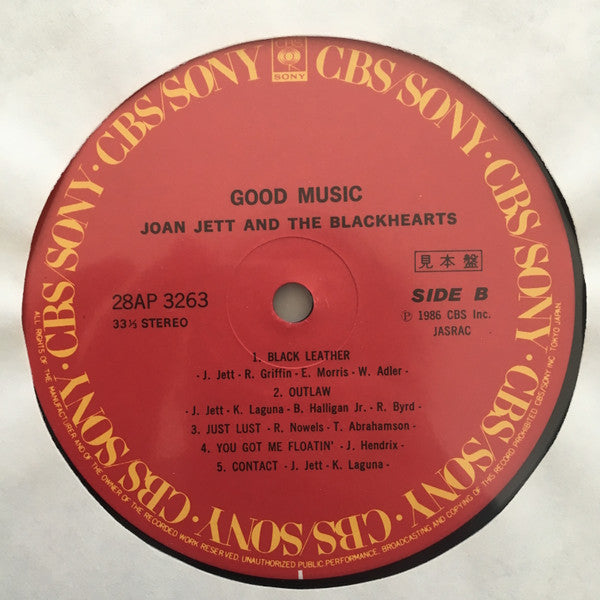 CBS/SONY · CBS/SONY · CBS/SONY · CBS/SONY · CBS/SONY · CBS/SONY · CBS/SONY · CBS/SONY
CBS
SONY
GOOD MUSIC
JOAN JETT AND THE BLACKHEARTS
見本盤
28AP 3263
SIDE B
33⅓ STEREO
Ⓟ 1986 CBS Inc.
JASRAC
1. BLACK LEATHER
- J. Jett - R. Griffin - E. Morris - W. Adler -
2. OUTLAW
- J. Jett - K. Laguna - B. Halligan Jr. - R. Byrd -
3. JUST LUST - R. Nowels - T. Abrahamson -
4. YOU GOT ME FLOATIN' - J. Hendrix -
5. CONTACT - J. Jett - K. Laguna -
ALL RIGHTS OF THE MANUFACTURER AND OF THE OWNER OF THE RECORDED WORK RESERVED. UNAUTHORIZED PUBLIC PERFORMANCE, BROADCASTING AND COPYING OF THIS RECORD PROHIBITED CBS/SONY INC. TOKYO JAPAN